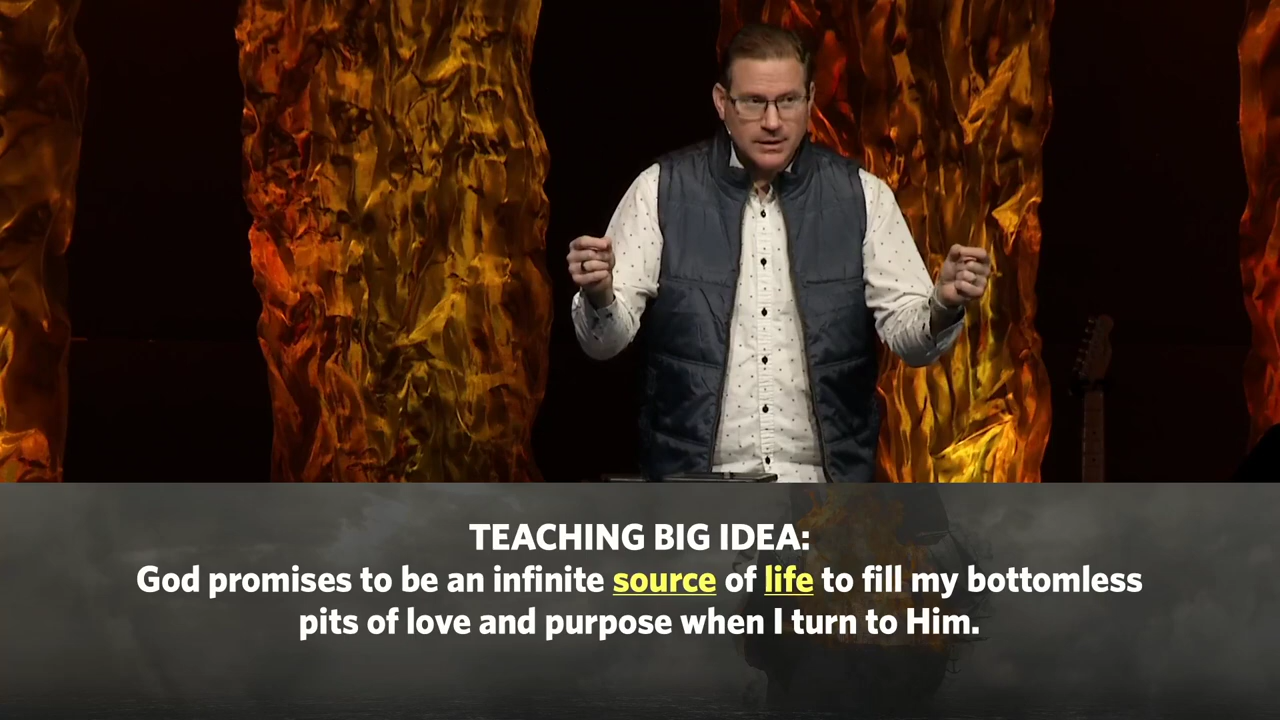 TEACHING BIG IDEA:
God promises to be an infinite source of life to fill my bottomless
pits of love and purpose when I turn to Him.